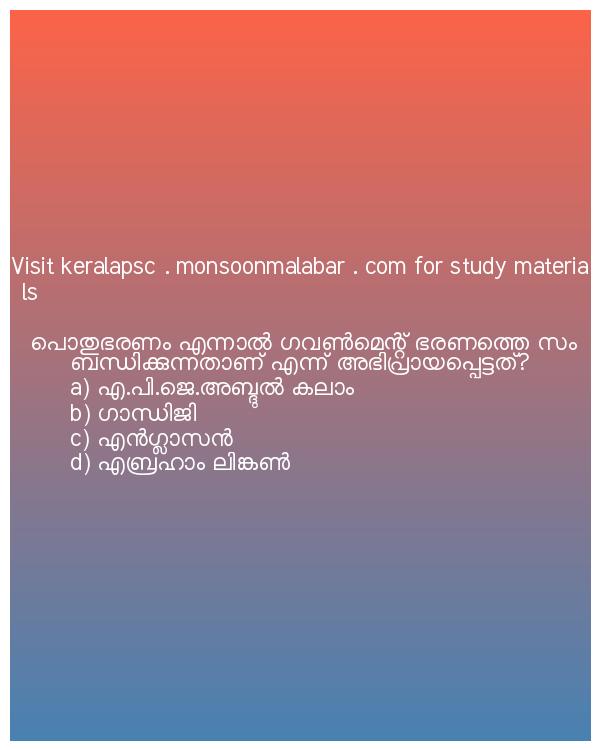 Visit keralapsc . monsoonmalabar . com for study materia
ls
പൊതുഭരണം എന്നാൽ ഗവൺമെന്റ് ഭരണത്തെ സം
ബന്ധിക്കുന്നതാണ് എന്ന് അഭിപ്രായപ്പെട്ടത്?
a) എ.പി.ജെ.അബ്ദുൽ കലാം
b) ഗാന്ധിജി
c) എൻഗ്ലാസൻ
d) എബ്രഹാം ലിങ്കൺ